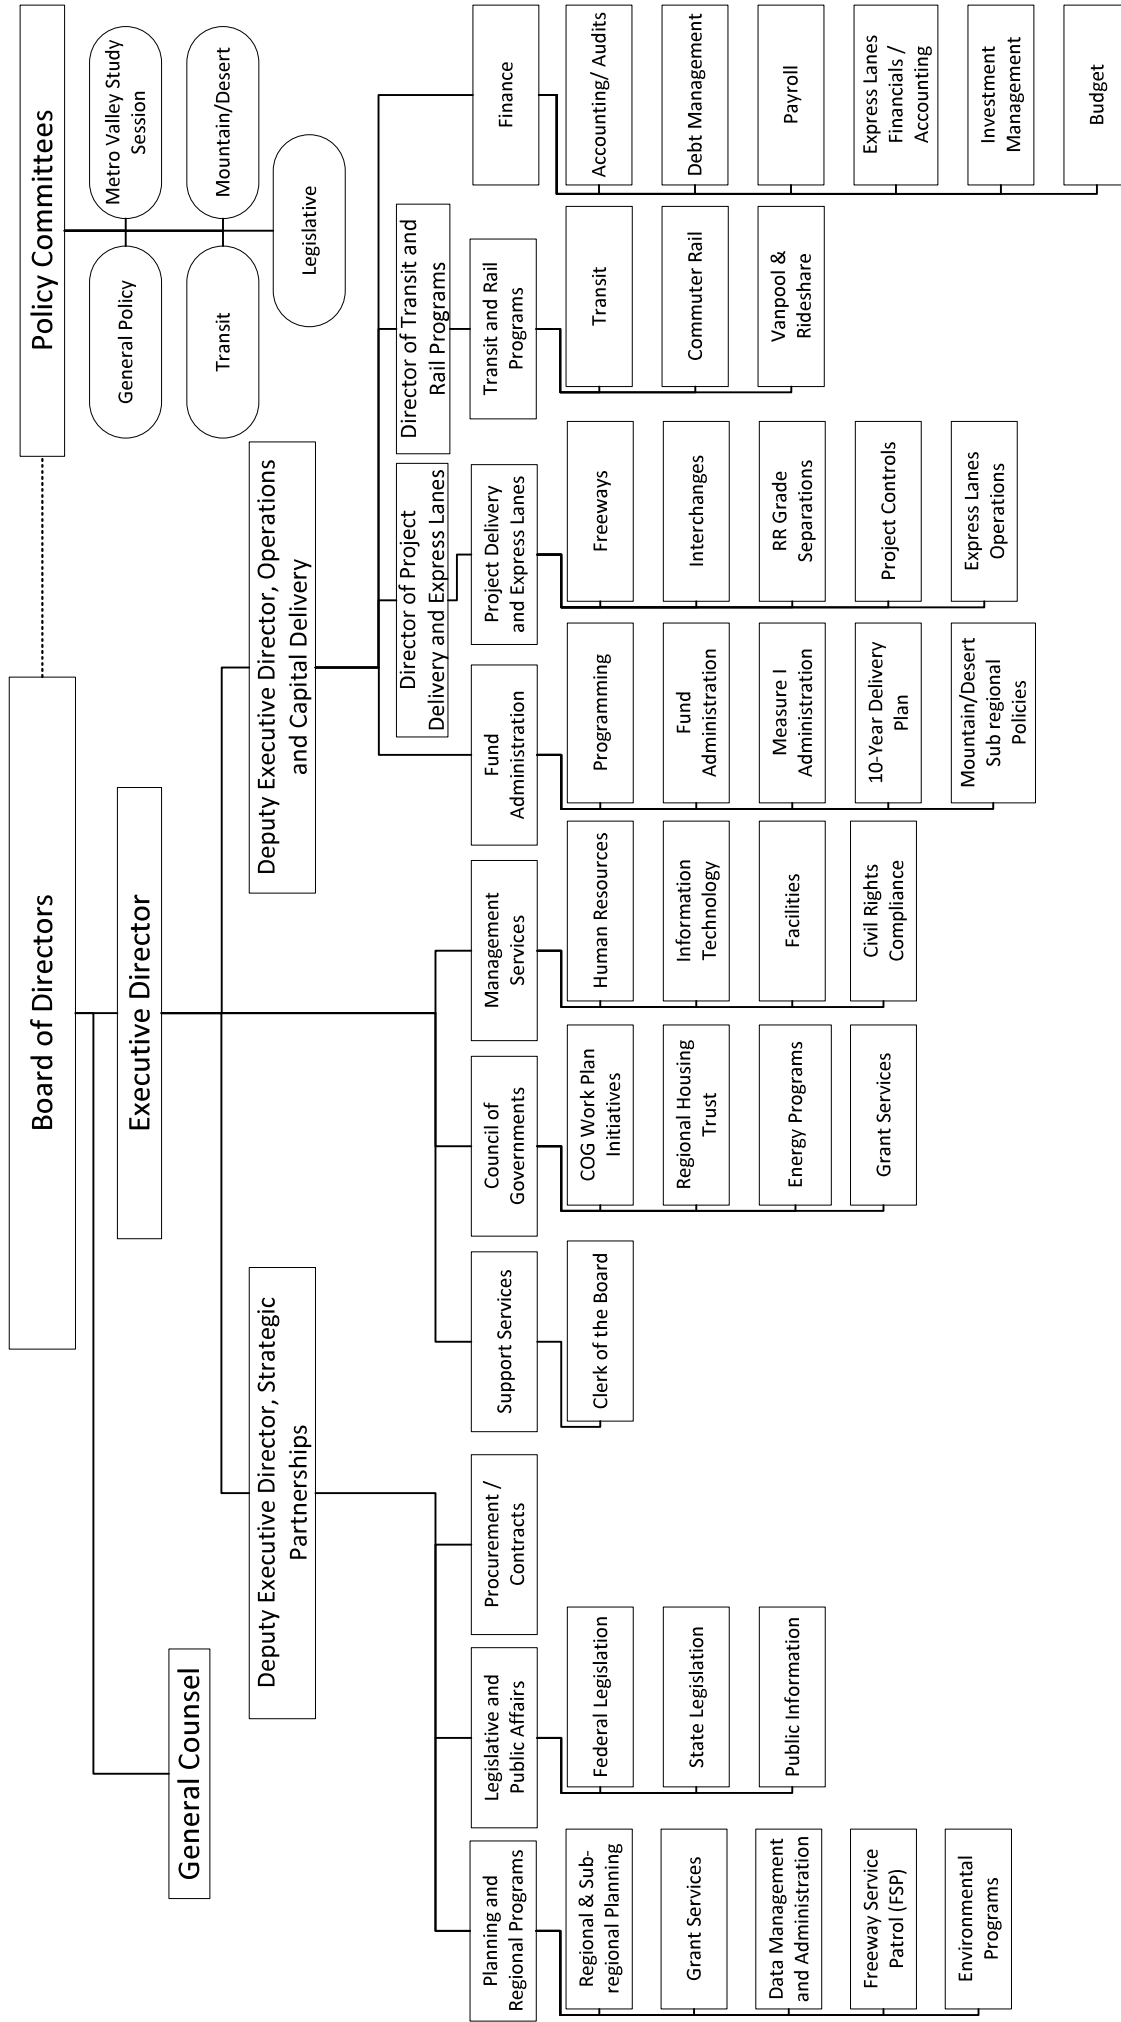 Board of Directors
Policy Committees
General Policy
Metro Valley Study
Session
Transit
Mountain/Desert
Legislative
Executive Director
General Counsel
Deputy Executive Director, Strategic
Partnerships
Deputy Executive Director, Operations
and Capital Delivery
Director of Project
Delivery and Express Lanes
Director of Transit and
Rail Programs
Planning and
Regional Programs
Regional & Sub-
regional Planning
Grant Services
Data Management
and Administration
Freeway Service
Patrol (FSP)
Environmental
Programs
Legislative and
Public Affairs
Federal Legislation
State Legislation
Public Information
Procurement /
Contracts
Support Services
Clerk of the Board
Council of
Governments
COG Work Plan
Initiatives
Regional Housing
Trust
Energy Programs
Grant Services
Management
Services
Human Resources
Information
Technology
Facilities
Civil Rights
Compliance
Fund
Administration
Programming
Fund
Administration
Measure I
Administration
10-Year Delivery
Plan
Mountain/Desert
Sub regional
Policies
Project Delivery
and Express Lanes
Freeways
Interchanges
RR Grade
Separations
Project Controls
Express Lanes
Operations
Transit and Rail
Programs
Transit
Commuter Rail
Vanpool &
Rideshare
Finance
Accounting/ Audits
Debt Management
Payroll
Express Lanes
Financials /
Accounting
Investment
Management
Budget